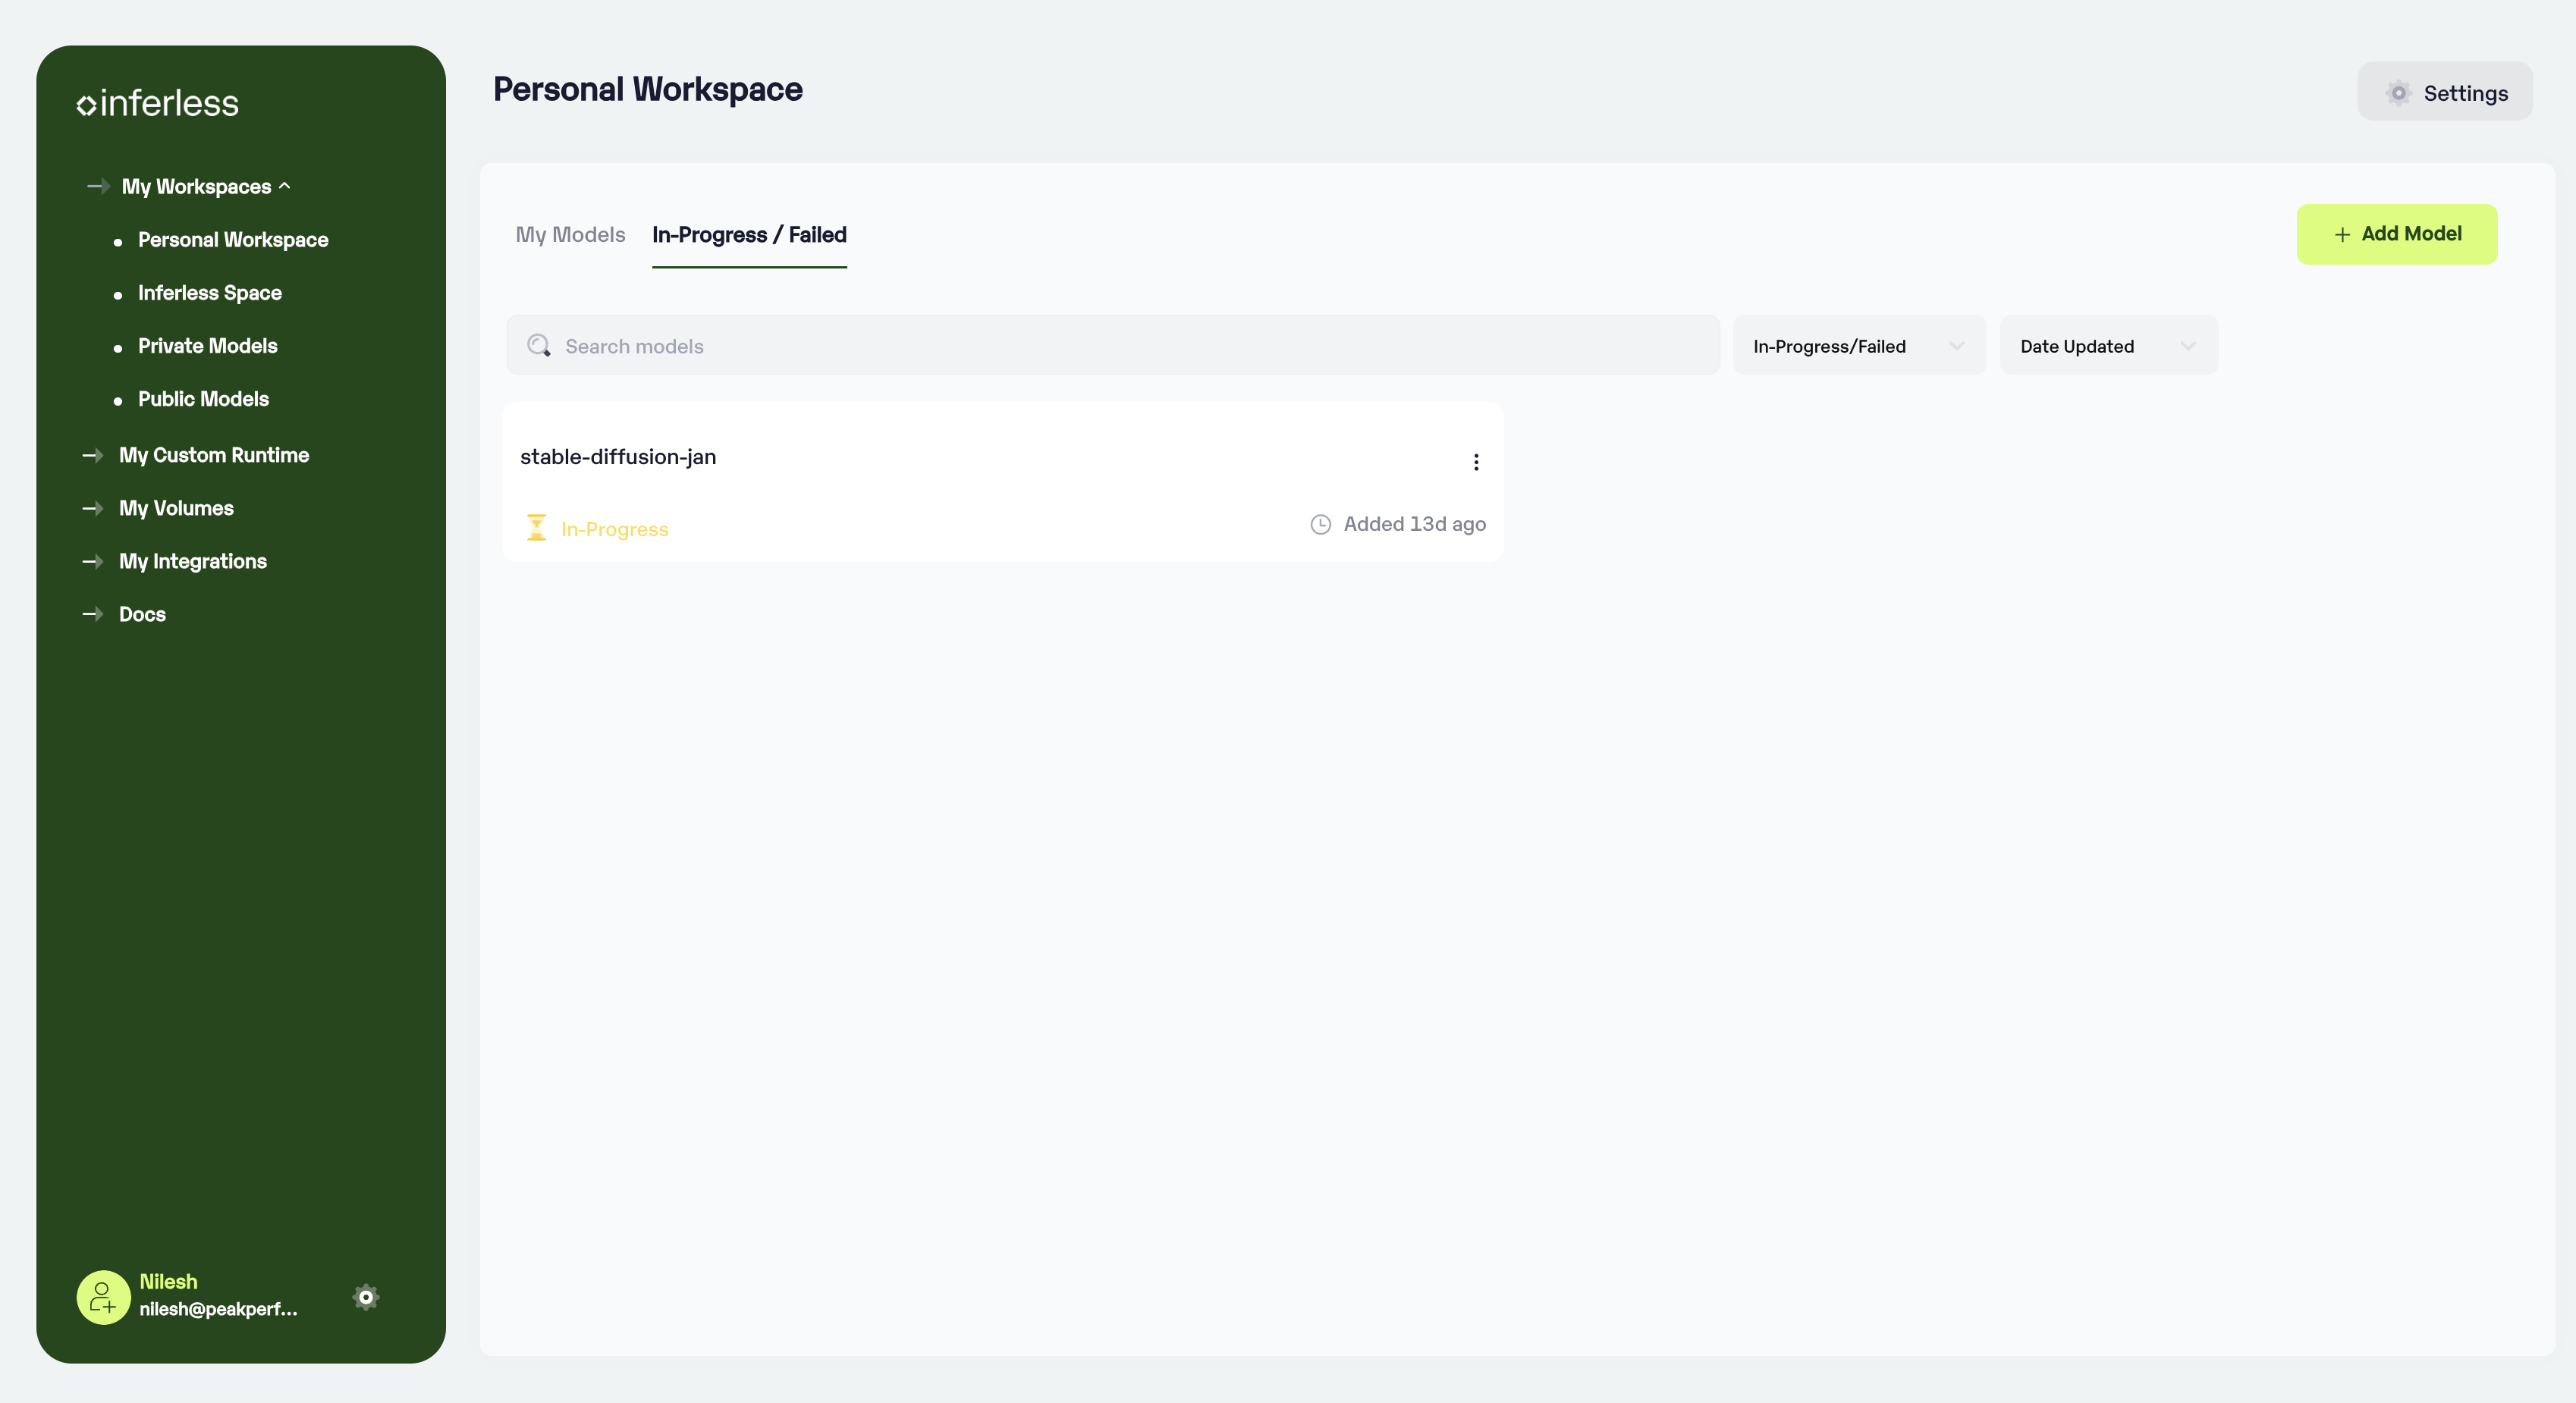 inferless
My Workspaces
Personal Workspace
Inferless Space
Private Models
Public Models
My Custom Runtime
My Volumes
My Integrations
Docs
Nilesh
nilesh@peakperf...
Personal Workspace
Settings
My Models
In-Progress / Failed
Add Model
Search models
In-Progress/Failed
Date Updated
stable-diffusion-jan
In-Progress
Added 13d ago